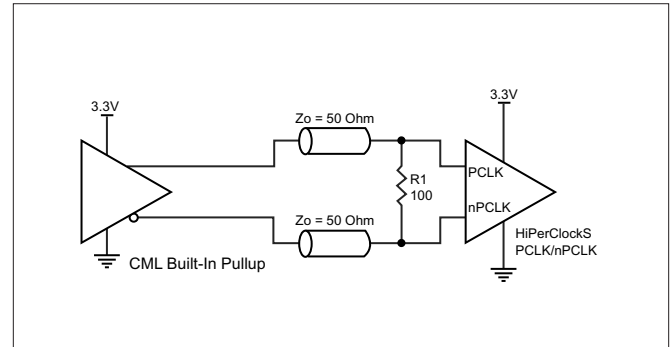 3.3V
3.3V
Zo = 50 Ohm
PCLK
R1
100
nPCLK
Zo = 50 Ohm
HiPerClockS
PCLK/nPCLK
CML Built-In Pullup